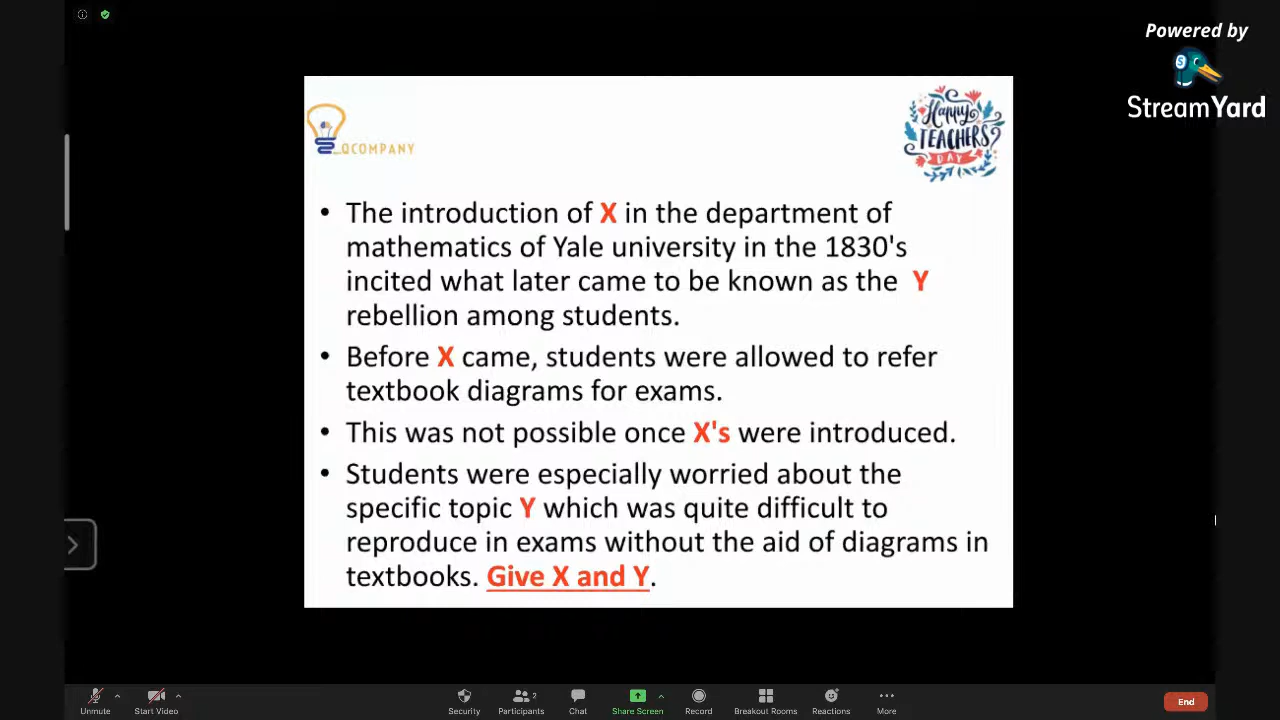 Powered by
StreamYard
QCOMPANY
Happy
TEACHERS'
DAY
• The introduction of X in the department of
mathematics of Yale university in the 1830's
incited what later came to be known as the Y
rebellion among students.
• Before X came, students were allowed to refer
textbook diagrams for exams.
• This was not possible once X's were introduced.
• Students were especially worried about the
specific topic Y which was quite difficult to
reproduce in exams without the aid of diagrams in
textbooks. Give X and Y.
Unmute
Start Video
Security
Participants
2
Chat
Share Screen
Record
Breakout Rooms
Reactions
More
End